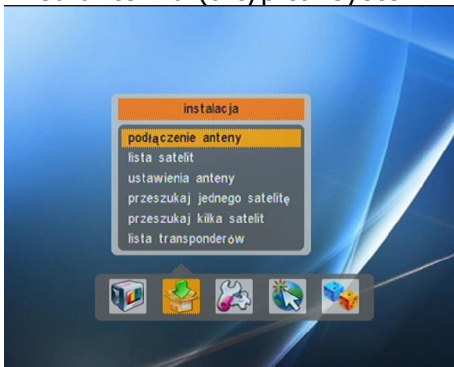 instalacja
podłączenie anteny
lista satelit
ustawienia anteny
przeszukaj jednego satelitę
przeszukaj kilka satelit
lista transponderów